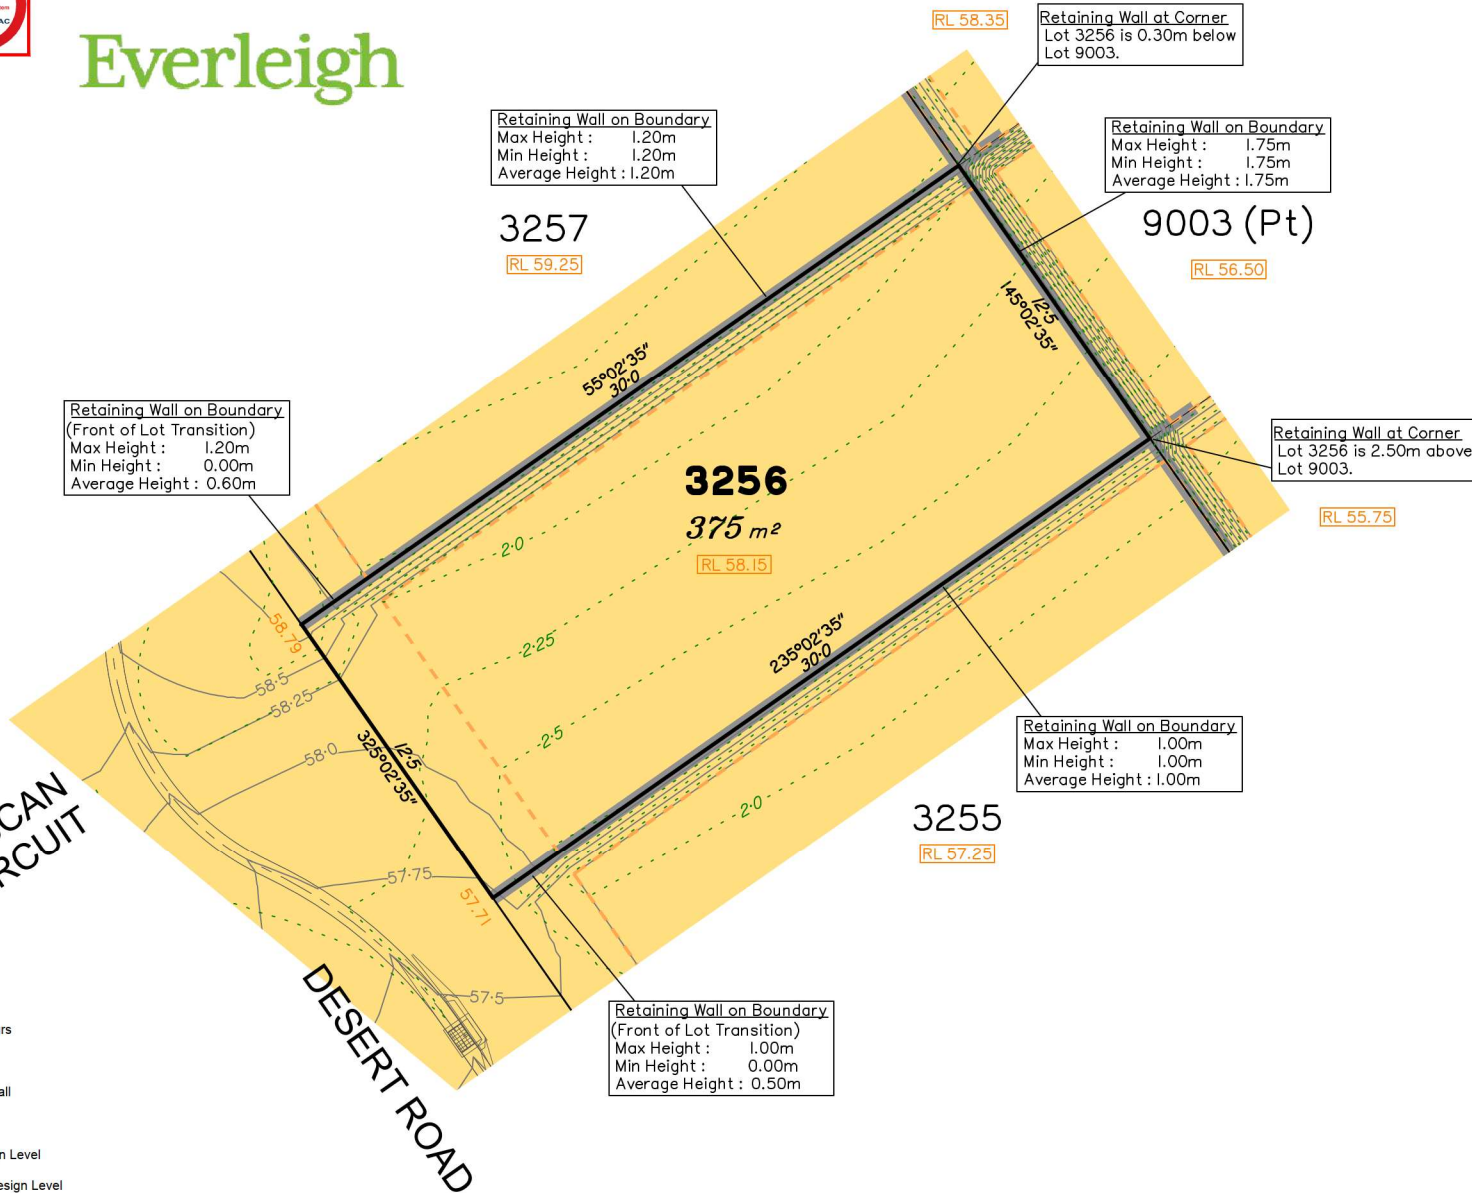 Everleigh
RL 58.35
Retaining Wall at Corner
Lot 3256 is 0.30m below
Lot 9003.
Retaining Wall on Boundary
Max Height : 1.20m
Min Height : 1.20m
Average Height : 1.20m
Retaining Wall on Boundary
Max Height : 1.75m
Min Height : 1.75m
Average Height : 1.75m
3257
RL 59.25
9003 (Pt)
RL 56.50
12·5
145°02'35"
55°02'35"
30·0
Retaining Wall on Boundary
(Front of Lot Transition)
Max Height : 1.20m
Min Height : 0.00m
Average Height : 0.60m
Retaining Wall at Corner
Lot 3256 is 2.50m above
Lot 9003.
RL 55.75
3256
375 m²
RL 58.15
2·0
2·25
2·5
2·0
235°02'35"
30·0
58.79
58·5
58·25
58·0
12·5
325°02'35"
57·75
57.71
57·5
Retaining Wall on Boundary
Max Height : 1.00m
Min Height : 1.00m
Average Height : 1.00m
3255
RL 57.25
Retaining Wall on Boundary
(Front of Lot Transition)
Max Height : 1.00m
Min Height : 0.00m
Average Height : 0.50m
DESERT ROAD